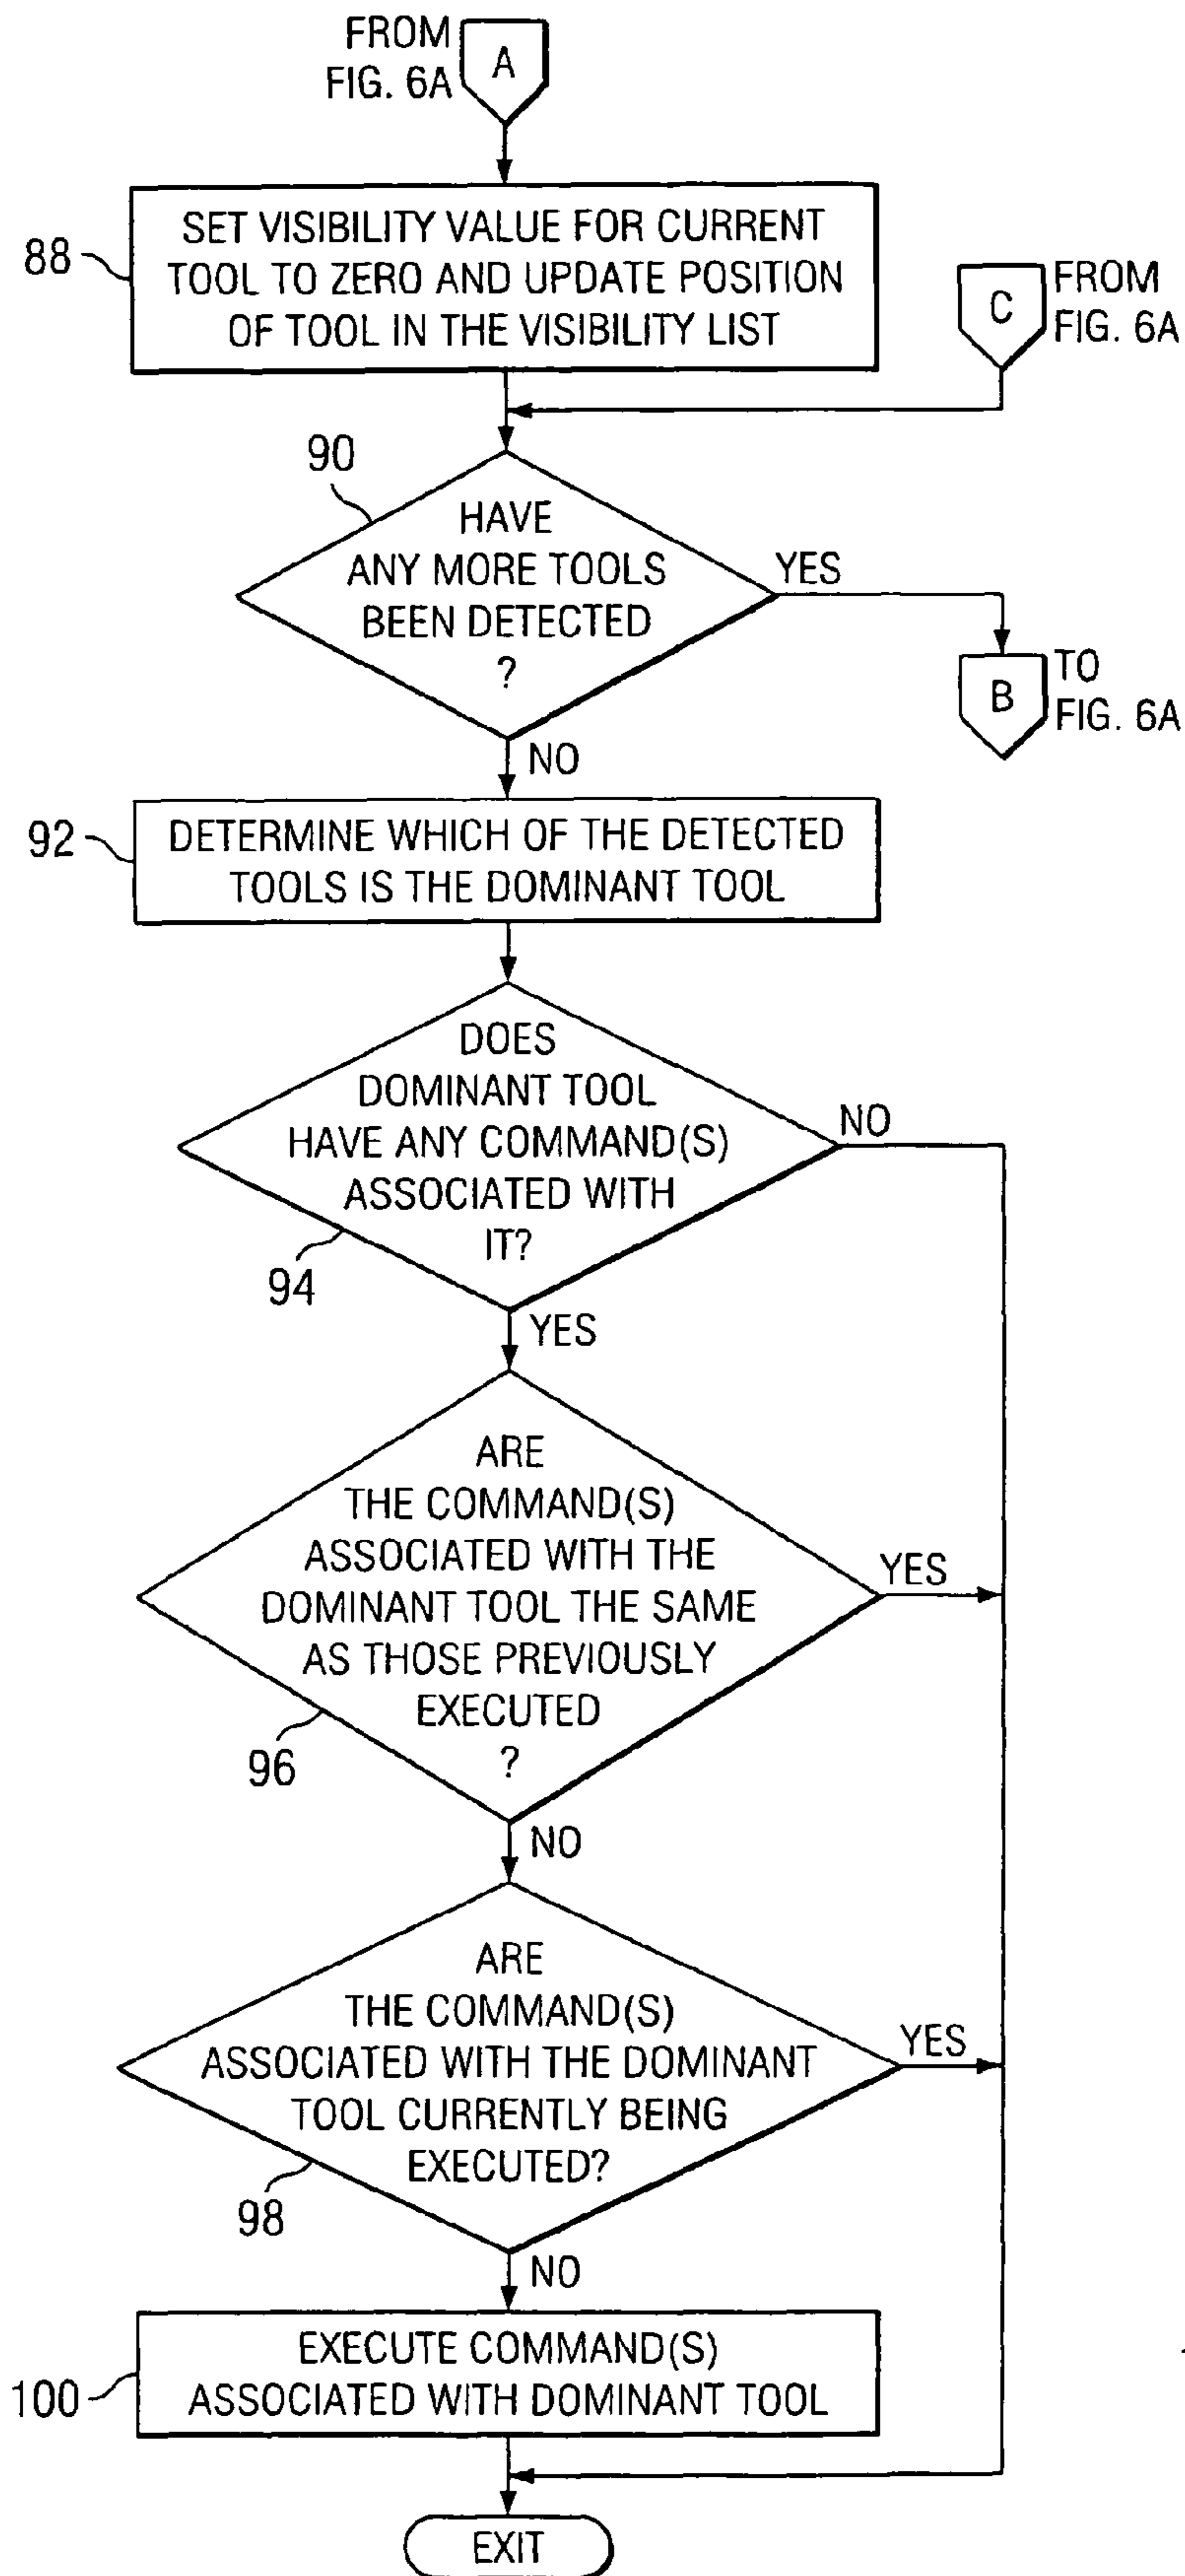 FROM
FIG. 6A
A
88
SET VISIBILITY VALUE FOR CURRENT
TOOL TO ZERO AND UPDATE POSITION
OF TOOL IN THE VISIBILITY LIST
C
FROM
FIG. 6A
90
HAVE
ANY MORE TOOLS
BEEN DETECTED
?
YES
B
TO
FIG. 6A
NO
92
DETERMINE WHICH OF THE DETECTED
TOOLS IS THE DOMINANT TOOL
DOES
DOMINANT TOOL
HAVE ANY COMMAND(S)
ASSOCIATED WITH
IT?
NO
94
YES
ARE
THE COMMAND(S)
ASSOCIATED WITH THE
DOMINANT TOOL THE SAME
AS THOSE PREVIOUSLY
EXECUTED
?
YES
96
NO
ARE
THE COMMAND(S)
ASSOCIATED WITH THE DOMINANT
TOOL CURRENTLY BEING
EXECUTED?
YES
98
NO
100
EXECUTE COMMAND(S)
ASSOCIATED WITH DOMINANT TOOL
EXIT